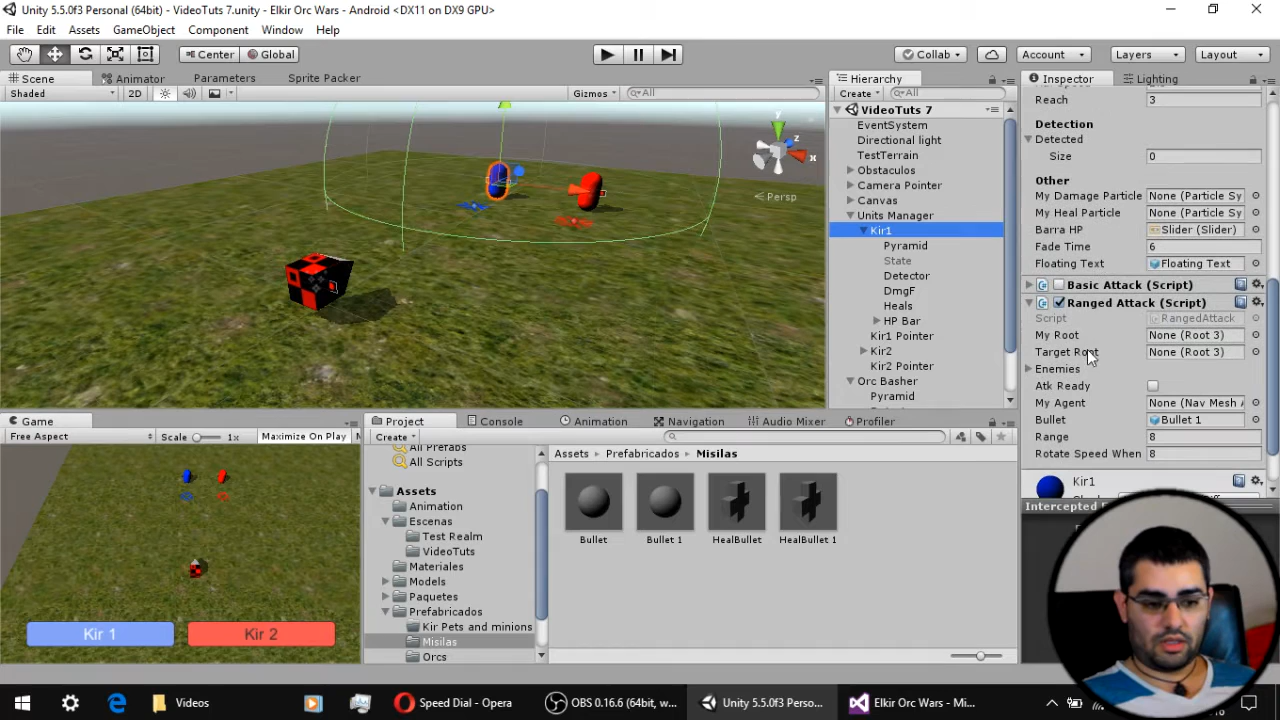 Unity 5.5.0f3 Personal (64bit) - VideoTuts 7.unity - Elkir Orc Wars - Android <DX11 on DX9 GPU>
File Edit Assets GameObject Component Window Help
Center Global Collab Account Layers Layout
Scene Animator Parameters Sprite Packer
Shaded 2D Gizmos All
y
z
x
Persp
Hierarchy
Create All
VideoTuts 7
EventSystem
Directional light
TestTerrain
Obstaculos
Camera Pointer
Canvas
Units Manager
Kir1
Pyramid
State
Detector
DmgF
Heals
HP Bar
Kir1 Pointer
Kir2
Kir2 Pointer
Orc Basher
Pyramid
Inspector Lighting
Reach 3
Detection
Detected
Size 0
Other
My Damage Particle None (Particle Sy
My Heal Particle None (Particle Sy
Barra HP Slider (Slider)
Fade Time 6
Floating Text Floating Text
Basic Attack (Script)
Ranged Attack (Script)
Script RangedAttack
My Root None (Root 3)
Target Root None (Root 3)
Enemies
Atk Ready
My Agent None (Nav Mesh
Bullet Bullet 1
Range 8
Rotate Speed When 8
Kir1
Intercepted
Game
Free Aspect Scale 1x Maximize On Play
Kir 1 Kir 2
Project Console Animation Navigation Audio Mixer Profiler
Create
All Prefabs
All Scripts
Assets
Animation
Escenas
Test Realm
VideoTuts
Materiales
Models
Paquetes
Prefabricados
Kir Pets and minions
Misilas
Orcs
Assets Prefabricados Misilas
Bullet Bullet 1 HealBullet HealBullet 1
Videos Speed Dial - Opera OBS 0.16.6 (64bit, w... Unity 5.5.0f3 Perso... Elkir Orc Wars - Mi...